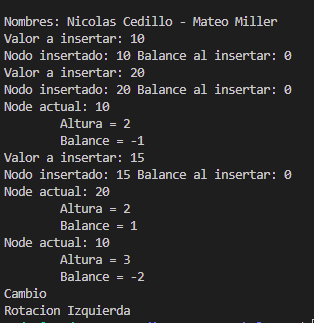 Nombres: Nicolas Cedillo - Mateo Miller
Valor a insertar: 10
Nodo insertado: 10 Balance al insertar: 0
Valor a insertar: 20
Nodo insertado: 20 Balance al insertar: 0
Node actual: 10
Altura = 2
Balance = -1
Valor a insertar: 15
Nodo insertado: 15 Balance al insertar: 0
Node actual: 20
Altura = 2
Balance = 1
Node actual: 10
Altura = 3
Balance = -2
Cambio
Rotacion Izquierda